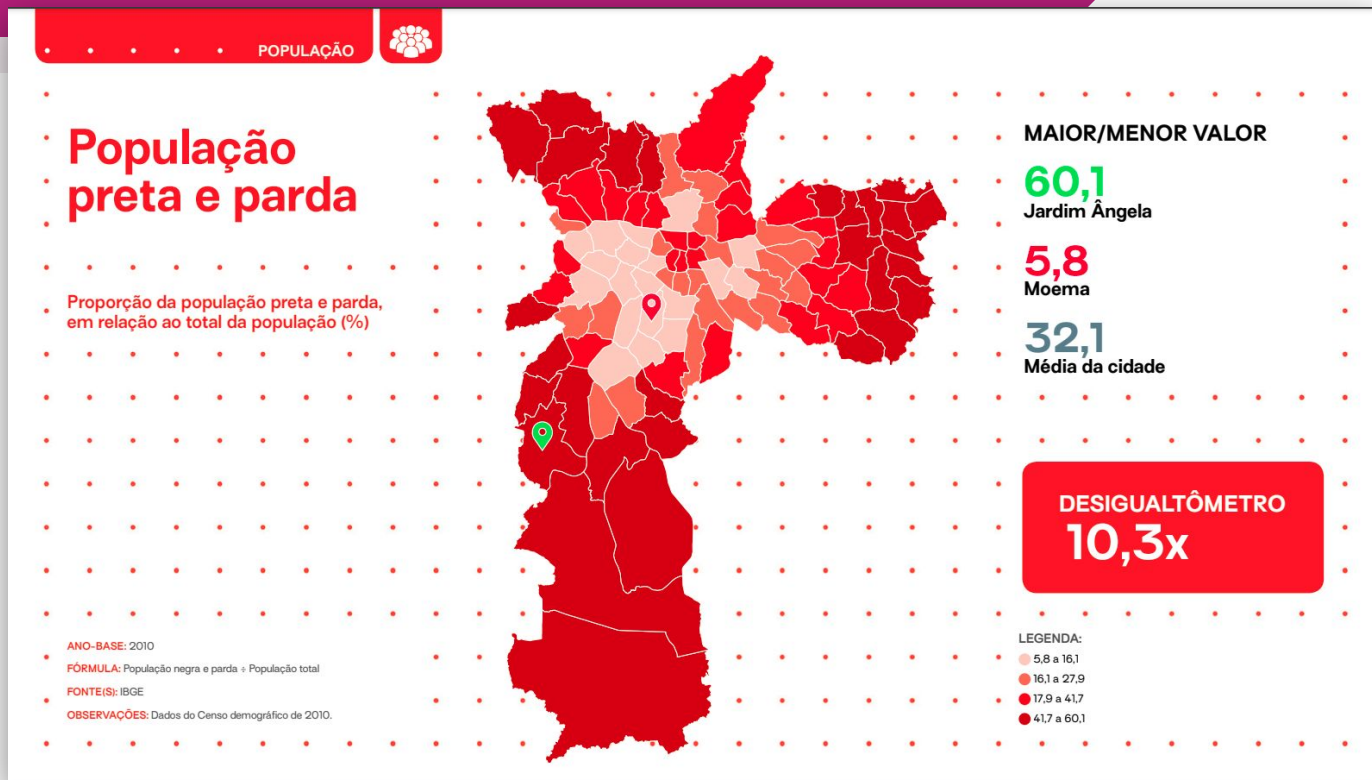 POPULAÇÃO
População
preta e parda
Proporção da população preta e parda,
em relação ao total da população (%)
ANO-BASE: 2010
FÓRMULA: População negra e parda ÷ População total
FONTE(S): IBGE
OBSERVAÇÕES: Dados do Censo demográfico de 2010.
MAIOR/MENOR VALOR
60,1
Jardim Ângela
5,8
Moema
32,1
Média da cidade
DESIGUALTÔMETRO
10,3x
LEGENDA:
5,8 a 16,1
16,1 a 27,9
17,9 a 41,7
41,7 a 60,1